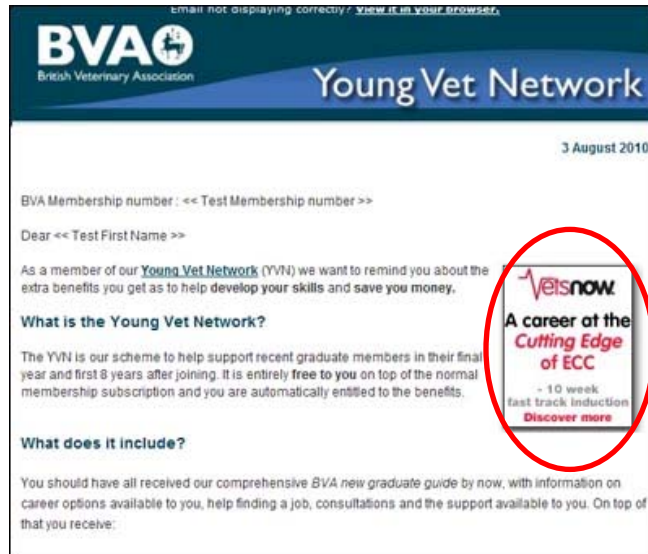 Email not displaying correctly? View it in your browser.
BVA
British Veterinary Association
Young Vet Network
3 August 2010
BVA Membership number : << Test Membership number >>
Dear << Test First Name >>
As a member of our Young Vet Network (YVN) we want to remind you about the
extra benefits you get as to help develop your skills and save you money.
What is the Young Vet Network?
The YVN is our scheme to help support recent graduate members in their final
year and first 8 years after joining. It is entirely free to you on top of the normal
membership subscription and you are automatically entitled to the benefits.
Vetsnow
A career at the
Cutting Edge
of ECC
- 10 week
fast track induction
Discover more
What does it include?
You should have all received our comprehensive BVA new graduate guide by now, with information on
career options available to you, help finding a job, consultations and the support available to you. On top of
that you receive: